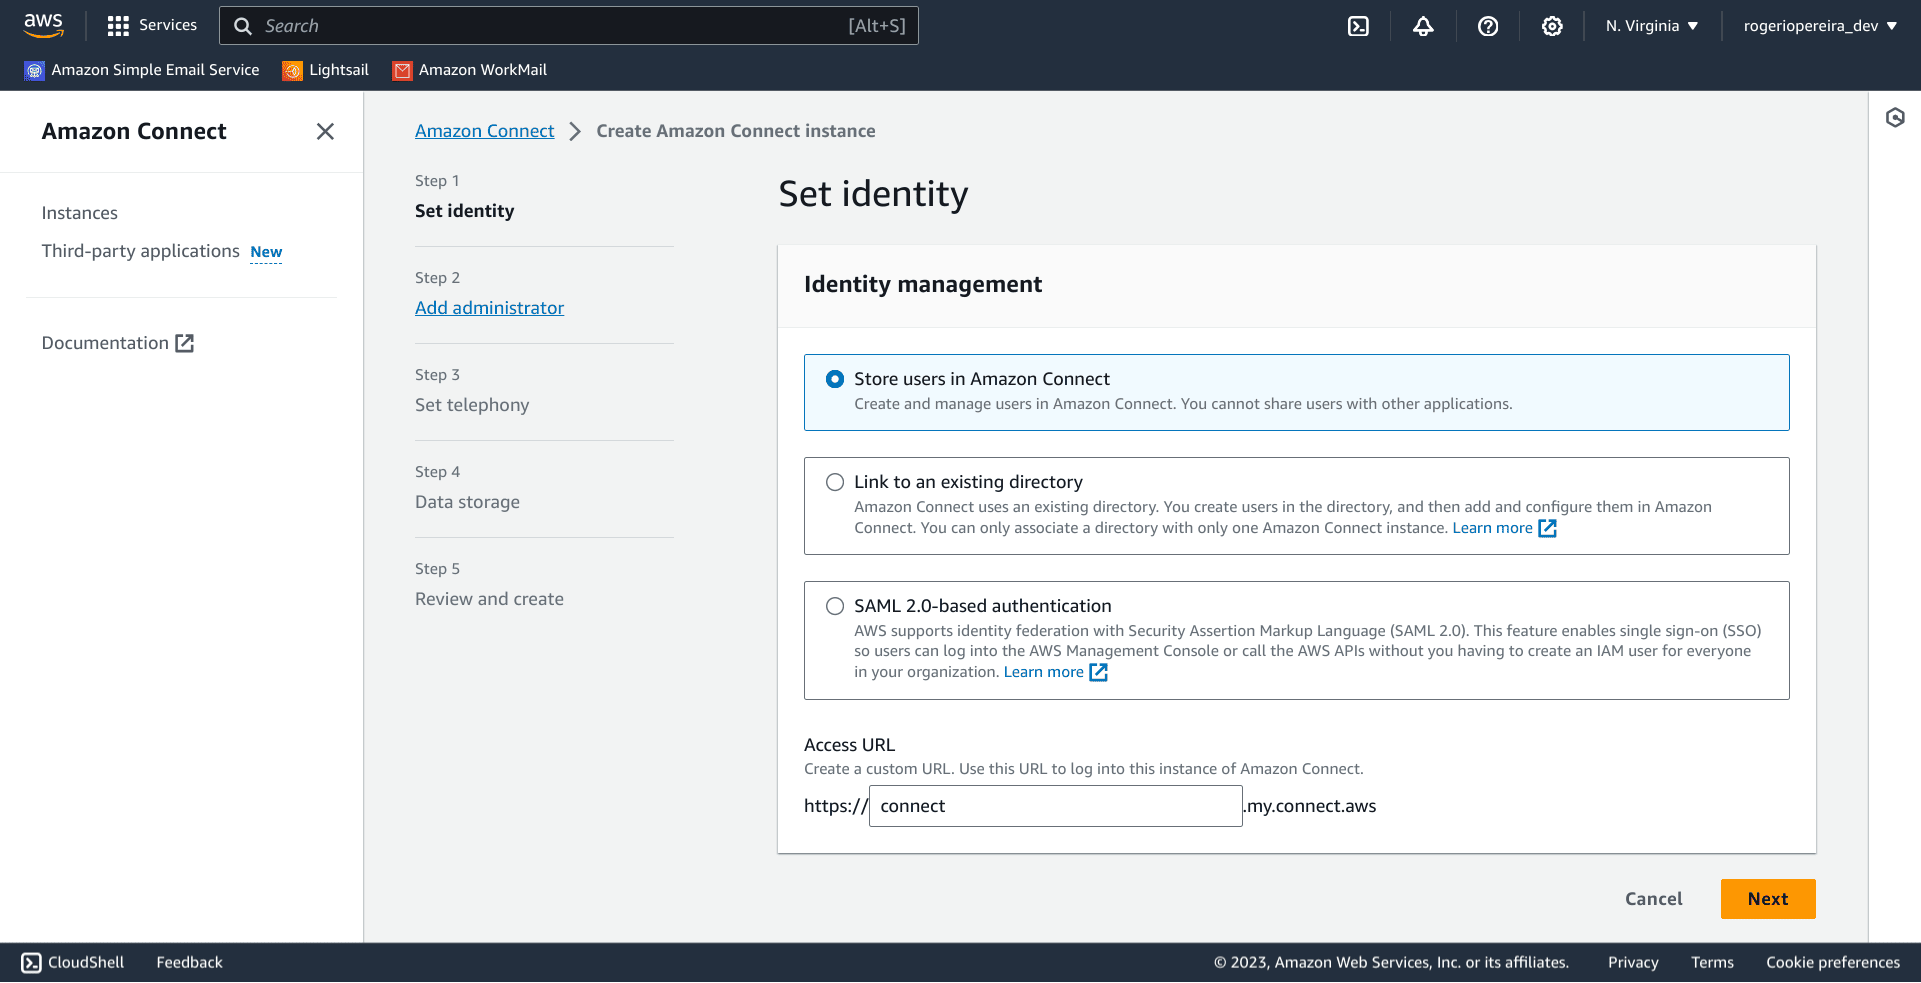 aws
Services
Search [Alt+S]
N. Virginia
rogeriopereira_dev
Amazon Simple Email Service
Lightsail
Amazon WorkMail
Amazon Connect
Instances
Third-party applications New
Documentation
Amazon Connect
Create Amazon Connect instance
Step 1
Set identity
Step 2
Add administrator
Step 3
Set telephony
Step 4
Data storage
Step 5
Review and create
Set identity
Identity management
Store users in Amazon Connect
Create and manage users in Amazon Connect. You cannot share users with other applications.
Link to an existing directory
Amazon Connect uses an existing directory. You create users in the directory, and then add and configure them in Amazon
Connect. You can only associate a directory with only one Amazon Connect instance. Learn more
SAML 2.0-based authentication
AWS supports identity federation with Security Assertion Markup Language (SAML 2.0). This feature enables single sign-on (SSO)
so users can log into the AWS Management Console or call the AWS APIs without you having to create an IAM user for everyone
in your organization. Learn more
Access URL
Create a custom URL. Use this URL to log into this instance of Amazon Connect.
https:// connect .my.connect.aws
Cancel
Next
CloudShell
Feedback
© 2023, Amazon Web Services, Inc. or its affiliates.
Privacy
Terms
Cookie preferences